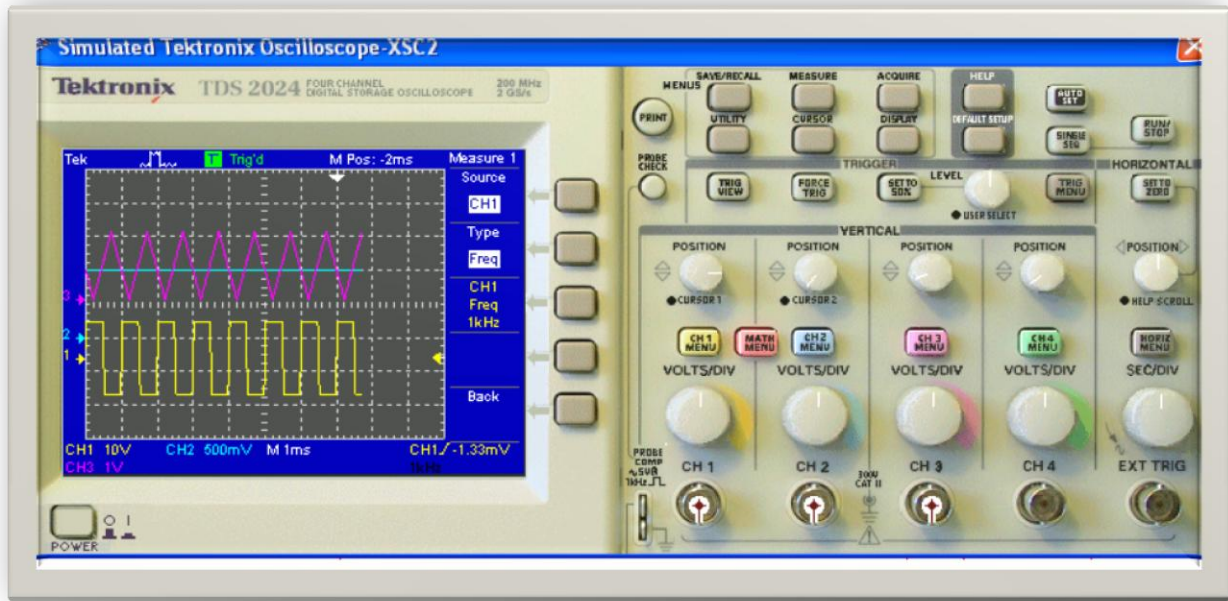 Simulated Tektronix Oscilloscope-XSC2
Tektronix TDS 2024 FOUR CHANNEL DIGITAL STORAGE OSCILLOSCOPE 200 MHz 2 GS/s
Tek T Trig'd M Pos: -2ms Measure 1
Source
CH1
Type
Freq
CH1
Freq
1kHz
Back
3
2
1
CH1 10V CH2 500mV M 1ms CH1 -1.33mV
CH3 1V 1kHz
POWER
MENUS
SAVE/RECALL MEASURE ACQUIRE HELP
AUTO SET
PRINT
UTILITY CURSOR DISPLAY DEFAULT SETUP
SINGLE SEQ
RUN/STOP
PROBE CHECK
TRIGGER
HORIZONTAL
TRIG VIEW
FORCE TRIG
SET TO 50%
LEVEL
USER SELECT
TRIG MENU
SET TO ZERO
VERTICAL
POSITION POSITION POSITION POSITION POSITION
CURSOR 1 CURSOR 2 HELP SCROLL
CH 1 MENU
MATH MENU
CH 2 MENU
CH 3 MENU
CH 4 MENU
HORIZ MENU
VOLTS/DIV VOLTS/DIV VOLTS/DIV VOLTS/DIV SEC/DIV
PROBE COMP
~5V@
1kHz
CH 1 CH 2 CH 3 CH 4 EXT TRIG
300V
CAT II